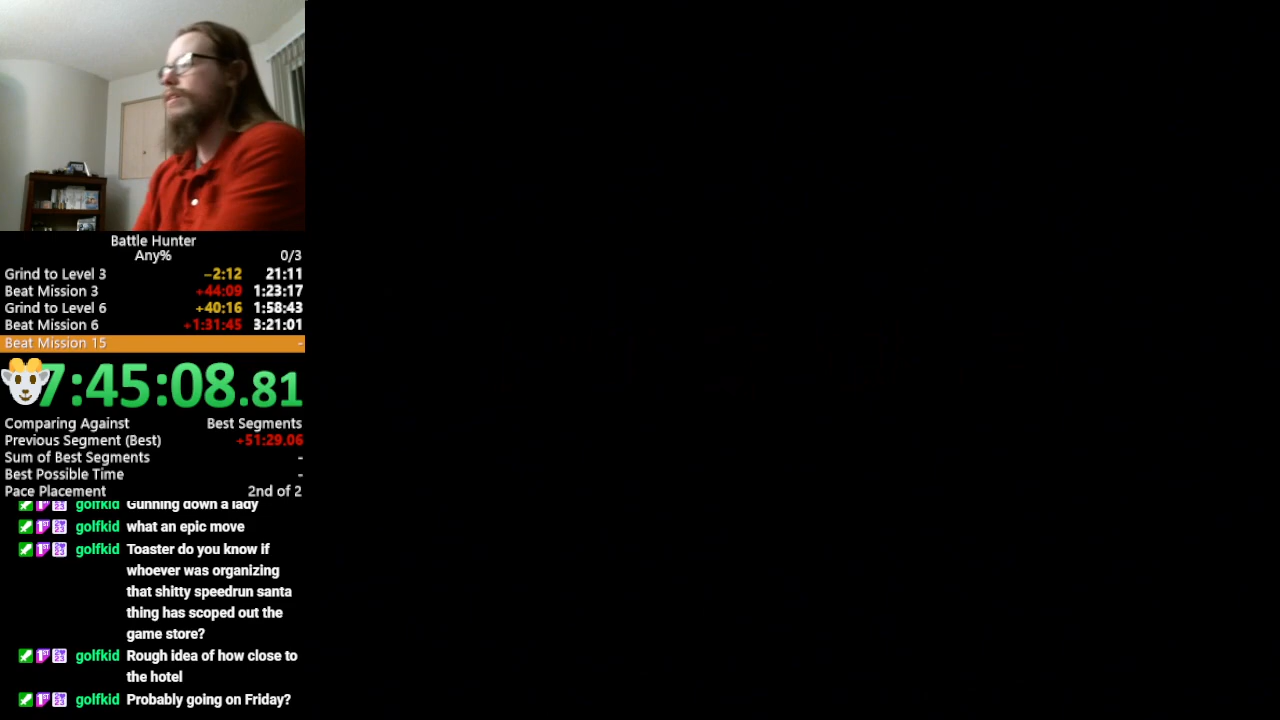 Battle Hunter
Any% 0/3
Grind to Level 3 −2:12 21:11
Beat Mission 3 +44:09 1:23:17
Grind to Level 6 +40:16 1:58:43
Beat Mission 6 +1:31:45 3:21:01
Beat Mission 15 -
7:45:08.81
Comparing Against Best Segments
Previous Segment (Best) +51:29.06
Sum of Best Segments -
Best Possible Time -
Pace Placement 2nd of 2
golfkid Gunning down a lady
golfkid what an epic move
golfkid Toaster do you know if
whoever was organizing
that shitty speedrun santa
thing has scoped out the
game store?
golfkid Rough idea of how close to
the hotel
golfkid Probably going on Friday?